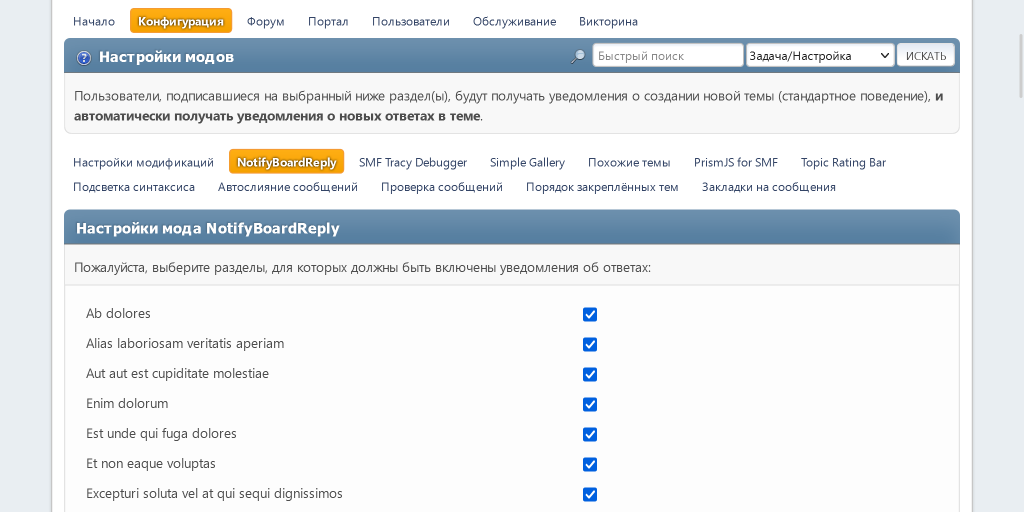 Начало Конфигурация Форум Портал Пользователи Обслуживание Викторина
Настройки модов Быстрый поиск Задача/Настройка ИСКАТЬ
Пользователи, подписавшиеся на выбранный ниже раздел(ы), будут получать уведомления о создании новой темы (стандартное поведение), и
автоматически получать уведомления о новых ответах в теме.
Настройки модификаций NotifyBoardReply SMF Tracy Debugger Simple Gallery Похожие темы PrismJS for SMF Topic Rating Bar
Подсветка синтаксиса Автослияние сообщений Проверка сообщений Порядок закреплённых тем Закладки на сообщения
Настройки мода NotifyBoardReply
Пожалуйста, выберите разделы, для которых должны быть включены уведомления об ответах:
Ab dolores
Alias laboriosam veritatis aperiam
Aut aut est cupiditate molestiae
Enim dolorum
Est unde qui fuga dolores
Et non eaque voluptas
Excepturi soluta vel at qui sequi dignissimos